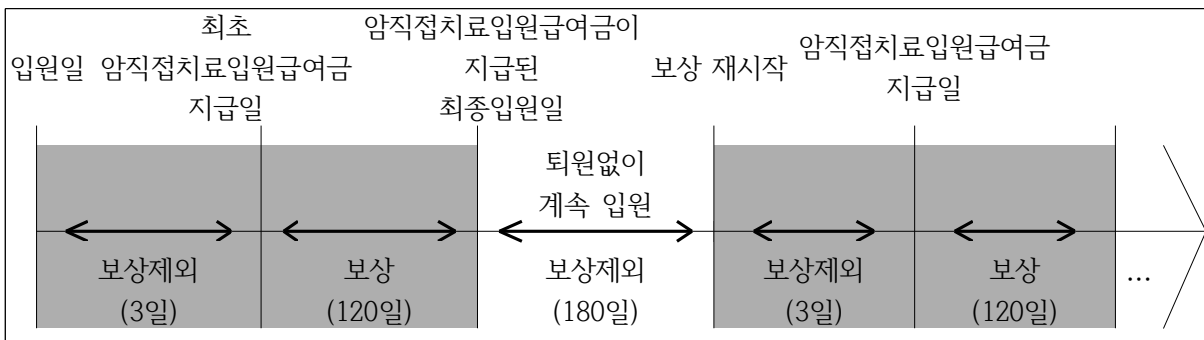 입원일
최초
암직접치료입원급여금
지급일
암직접치료입원급여금이
지급된
최종입원일
보상 재시작
암직접치료입원급여금
지급일
퇴원없이
계속 입원
보상제외
(3일)
보상
(120일)
보상제외
(180일)
보상제외
(3일)
보상
(120일)
...